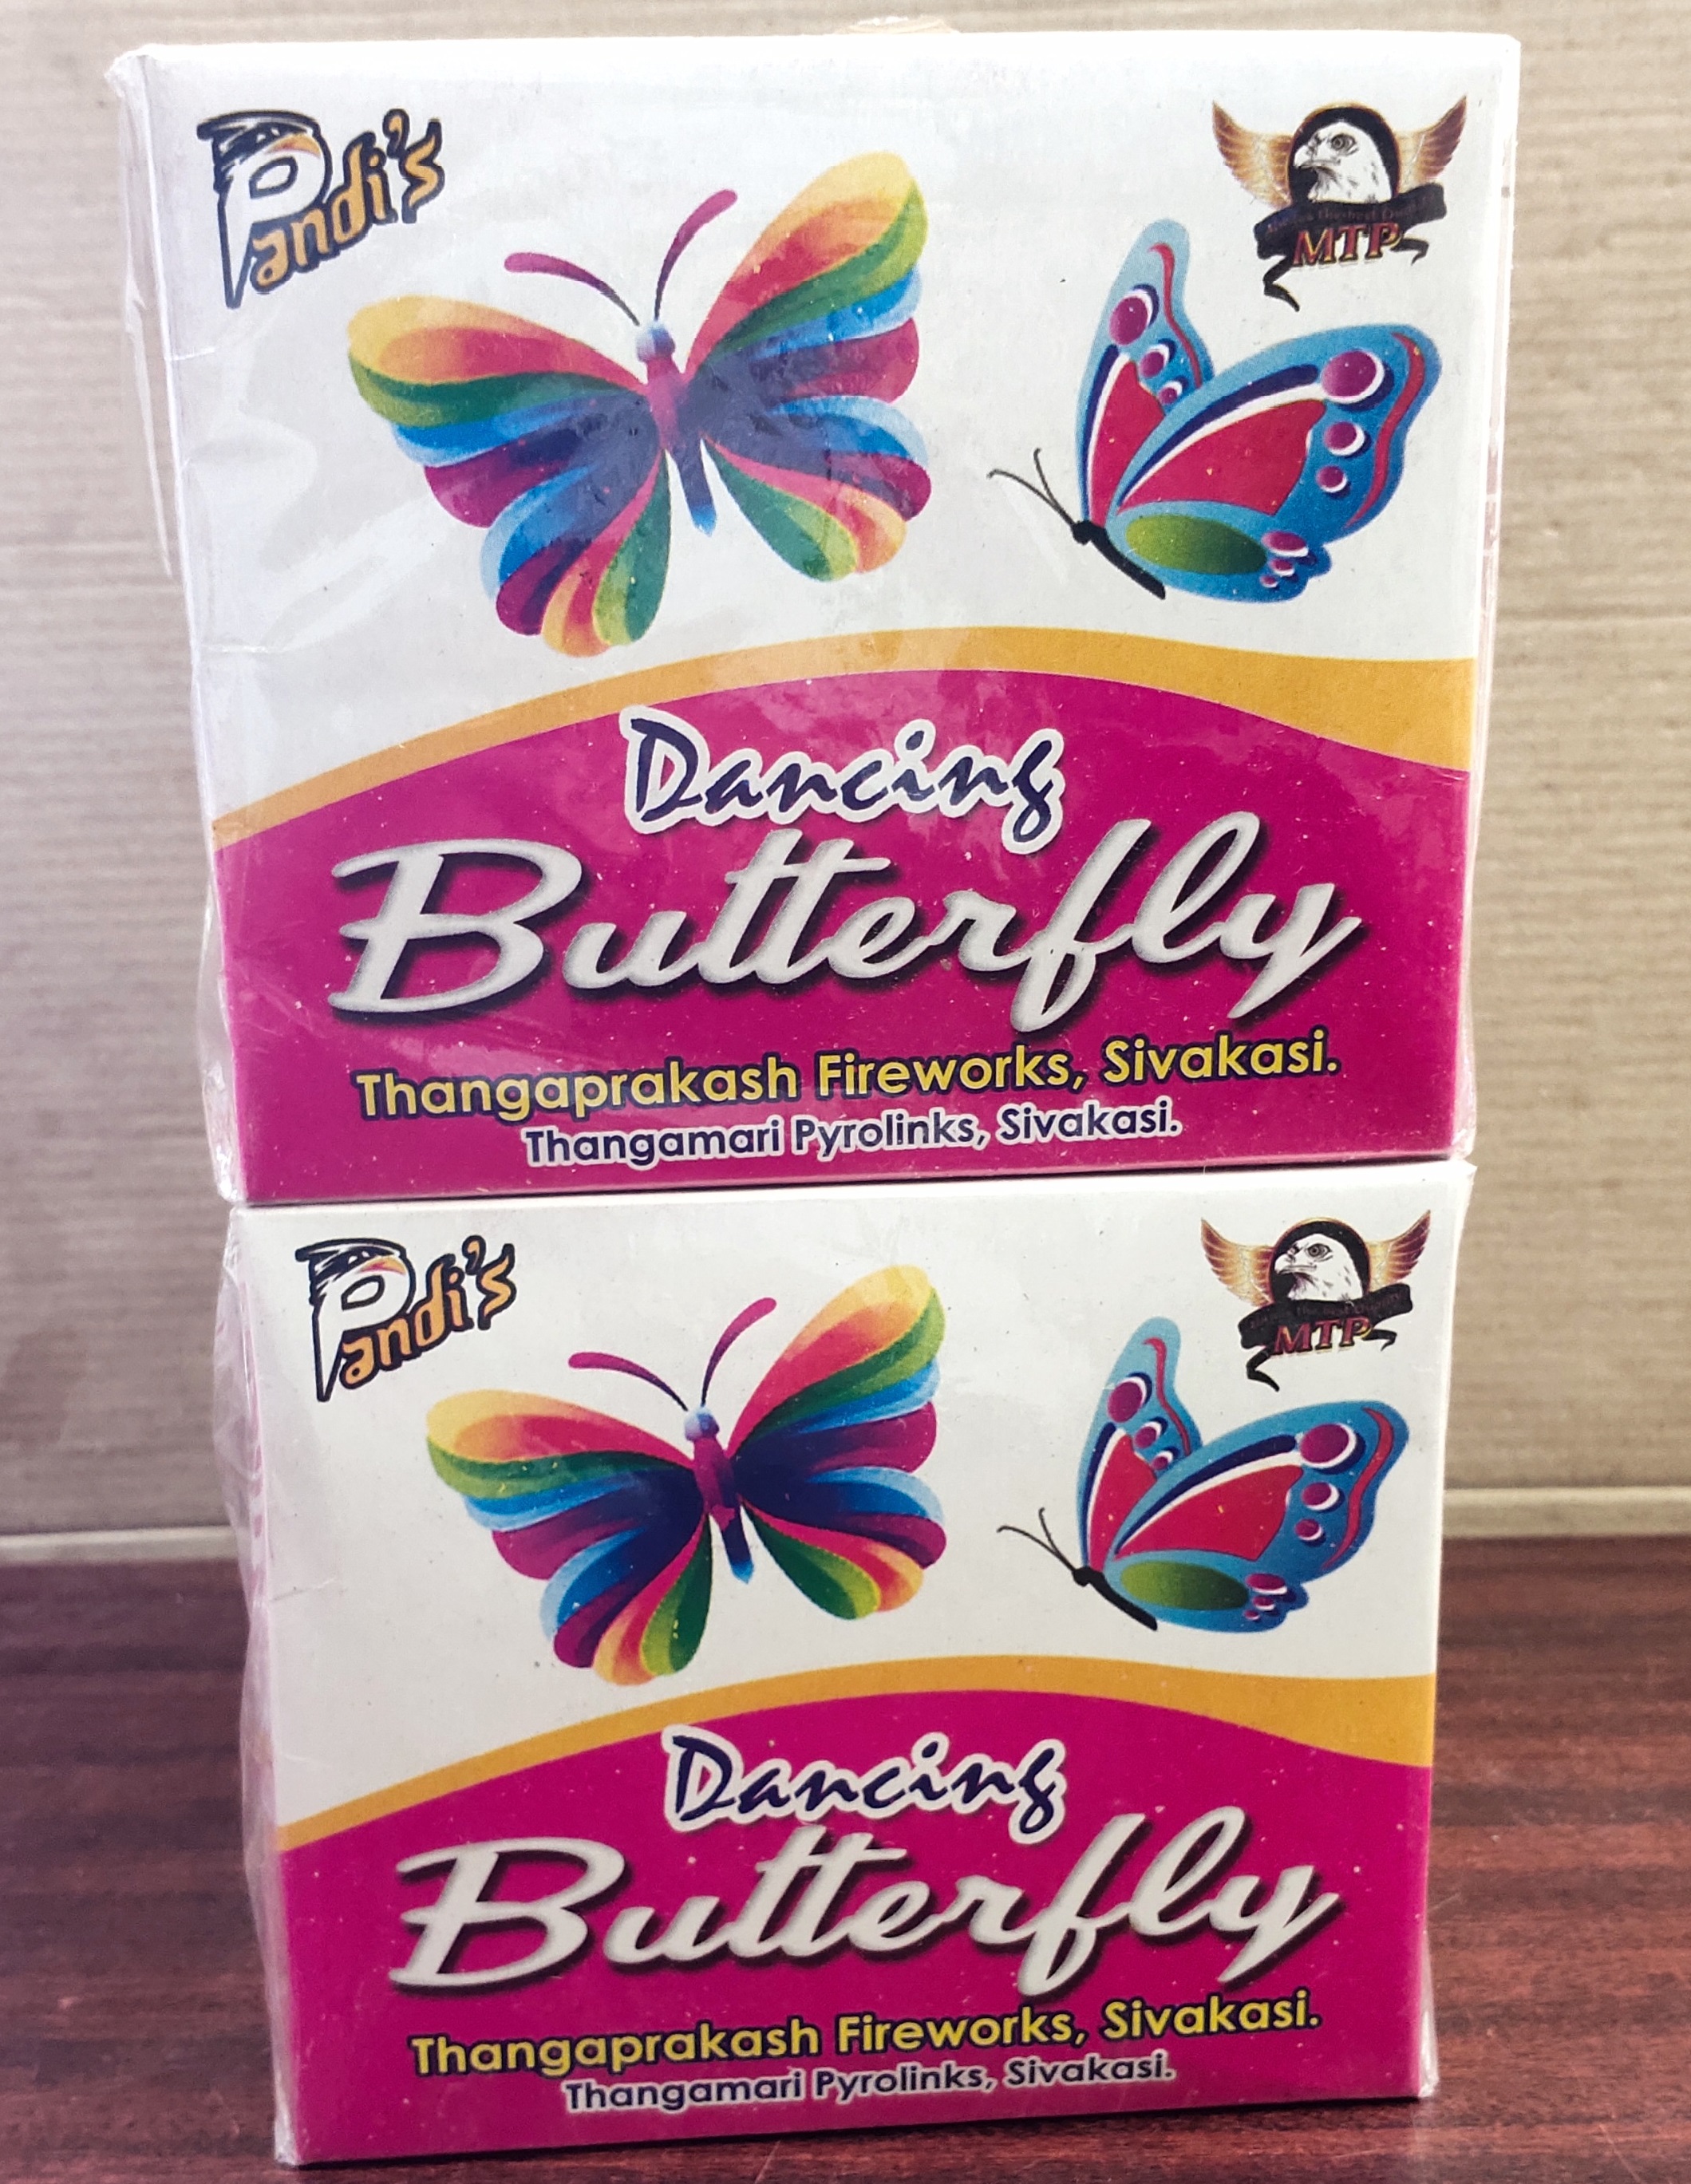 Pandi's
MTP
Dancing
Butterfly
Thangaprakash Fireworks, Sivakasi.
Thangamari Pyrolinks, Sivakasi.
Pandi's
MTP
Dancing
Butterfly
Thangaprakash Fireworks, Sivakasi.
Thangamari Pyrolinks, Sivakasi.